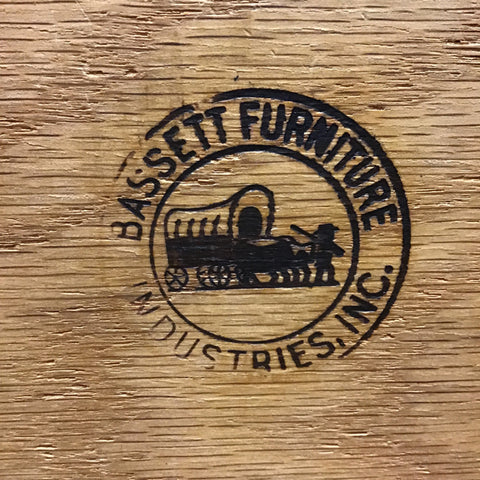 BASSETT FURNITURE
INDUSTRIES, INC.